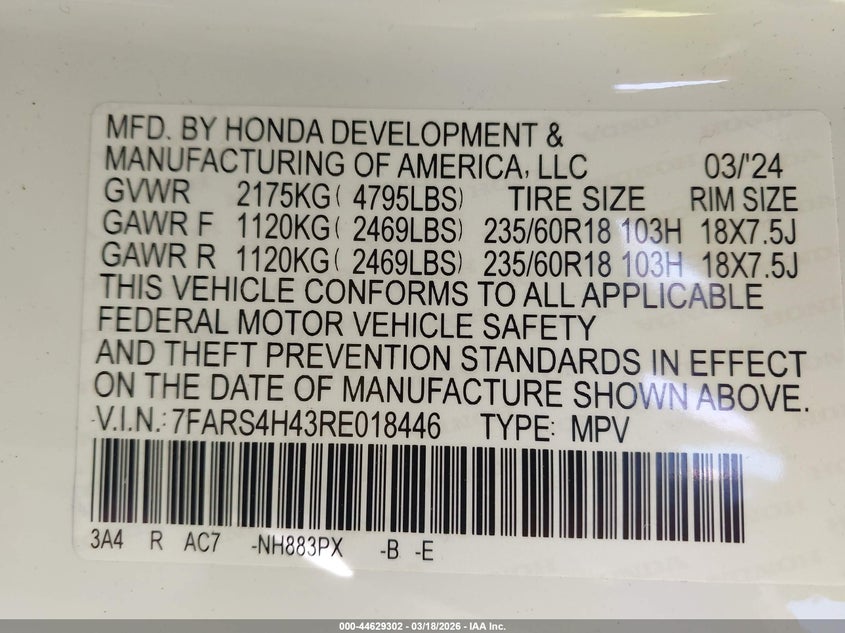 MFD. BY HONDA DEVELOPMENT &
MANUFACTURING OF AMERICA, LLC 03/'24
GVWR 2175KG( 4795LBS) TIRE SIZE RIM SIZE
GAWR F 1120KG( 2469LBS) 235/60R18 103H 18X7.5J
GAWR R 1120KG( 2469LBS) 235/60R18 103H 18X7.5J
THIS VEHICLE CONFORMS TO ALL APPLICABLE
FEDERAL MOTOR VEHICLE SAFETY
AND THEFT PREVENTION STANDARDS IN EFFECT
ON THE DATE OF MANUFACTURE SHOWN ABOVE.
V.I.N.: 7FARS4H43RE018446 TYPE: MPV
3A4 R AC7 -NH883PX -B -E
000-44629302 - 03/18/2026 - IAA Inc.